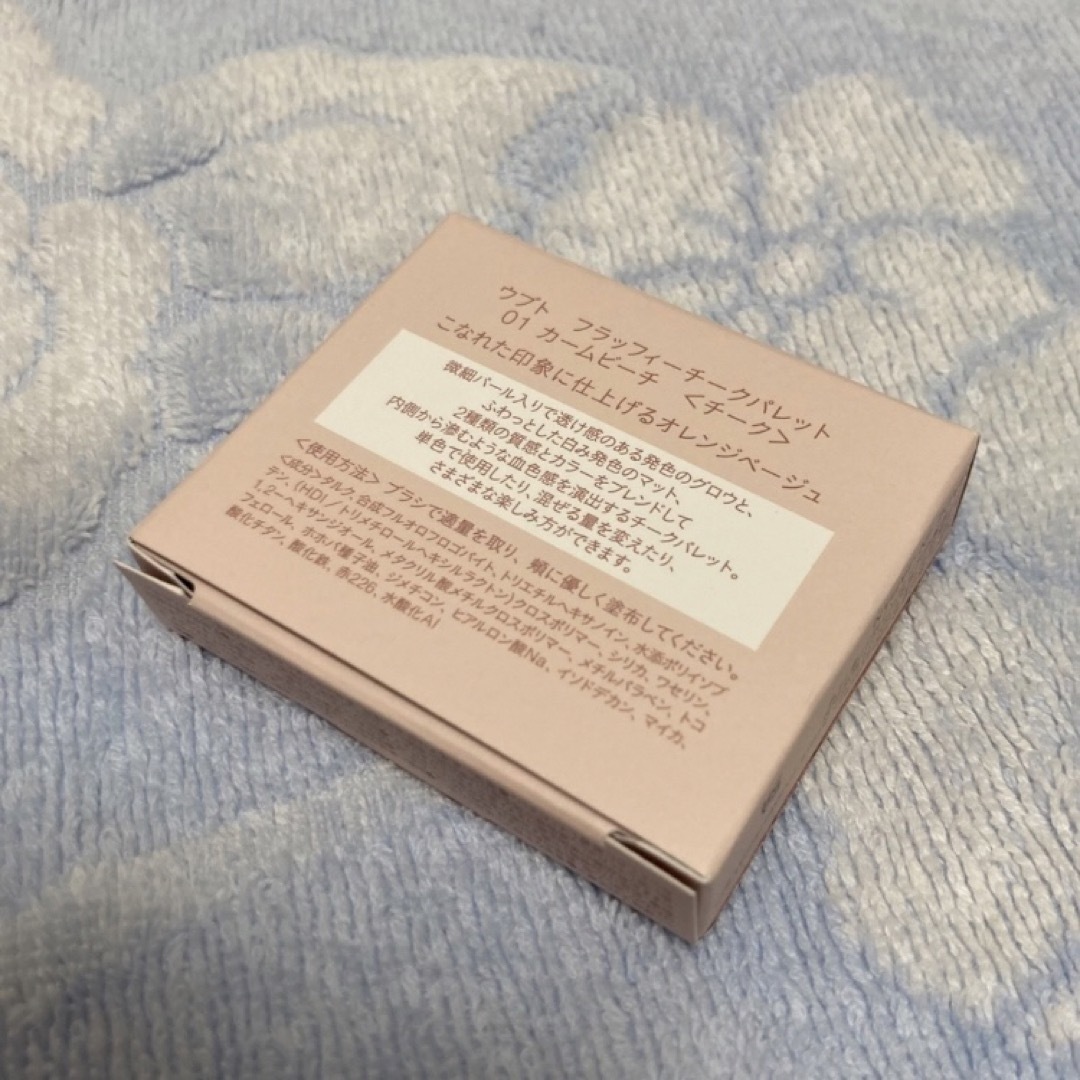 ウプト　フラッフィーチークパレット
01 カームピーチ　<チーク>
こなれた印象に仕上げるオレンジベージュ
微細パール入りで透け感のある発色のグロウと、
ふわっとした白み発色のマット、
2種類の質感とカラーをブレンドして
内側から滲むような血色感を演出するチークパレット。
単色で使用したり、混ぜる量を変えたり、
さまざまな楽しみ方ができます。
<使用方法> ブラシで適量を取り、頬に優しく塗布してください。
<成分>タルク、合成フルオロフロゴパイト、トリエチルヘキサノイン、水添ポリイソブ
テン、(HDI/トリメチロールヘキシルラクトン)クロスポリマー、シリカ、ワセリン、
1,2-ヘキサンジオール、メタクリル酸メチルクロスポリマー、メチルパラベン、トコ
フェロール、ホホバ種子油、ジメチコン、ヒアルロン酸Na、イソドデカン、マイカ、
酸化チタン、酸化鉄、赤226、水酸化Al